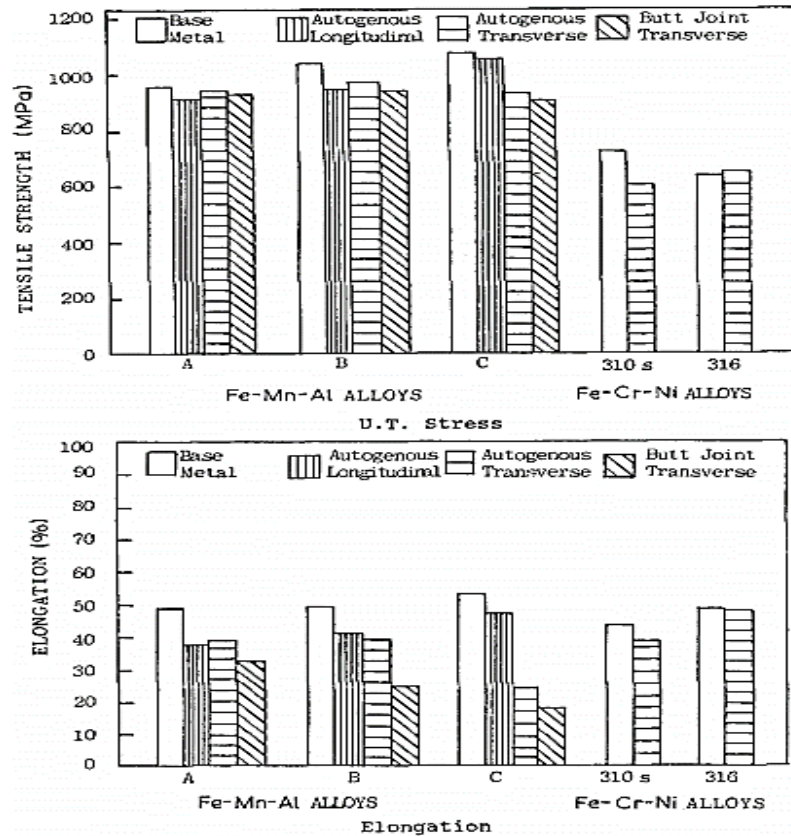 1200
1000
800
600
400
200
0
TENSILE STRENGTH (MPa)
Base Metal
Autogenous Longitudinal
Autogenous Transverse
Butt Joint Transverse
A B C 310 s 316
Fe-Mn-Al ALLOYS Fe-Cr-Ni ALLOYS
U.T. Stress
100
90
80
70
60
50
40
30
20
10
0
ELONGATION (%)
Base Metal
Autogenous Longitudinal
Autogenous Transverse
Butt Joint Transverse
A B C 310 s 316
Fe-Mn-Al ALLOYS Fe-Cr-Ni ALLOYS
Elongation